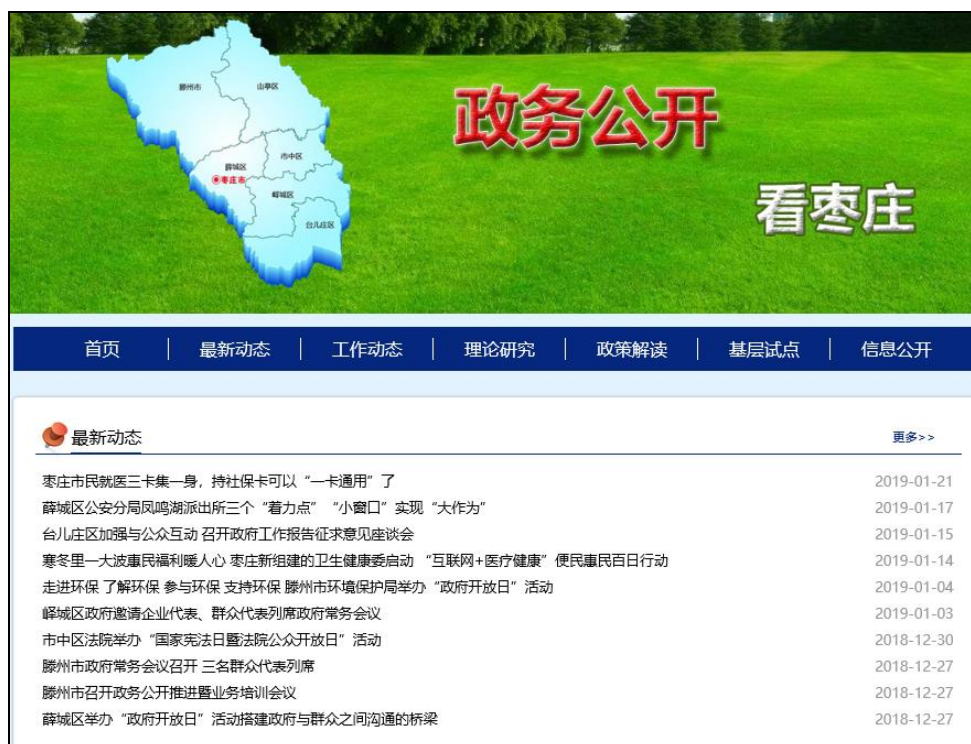 滕州市
山亭区
市中区
薛城区
枣庄市
峄城区
台儿庄区
政务公开
看枣庄
首页 最新动态 工作动态 理论研究 政策解读 基层试点 信息公开
最新动态 更多>>
枣庄市民就医三卡集一身，持社保卡可以“一卡通用”了 2019-01-21
薛城区公安分局凤鸣湖派出所三个“着力点” “小窗口”实现“大作为” 2019-01-17
台儿庄区加强与公众互动 召开政府工作报告征求意见座谈会 2019-01-15
寒冬里一大波惠民福利暖人心 枣庄新组建的卫生健康委启动 “互联网+医疗健康”便民惠民百日行动 2019-01-14
走进环保 了解环保 参与环保 支持环保 滕州市环境保护局举办“政府开放日”活动 2019-01-04
峄城区政府邀请企业代表、群众代表列席政府常务会议 2019-01-03
市中区法院举办“国家宪法日暨法院公众开放日”活动 2018-12-30
滕州市政府常务会议召开 三名群众代表列席 2018-12-27
滕州市召开政务公开推进暨业务培训会议 2018-12-27
薛城区举办“政府开放日”活动搭建政府与群众之间沟通的桥梁 2018-12-27